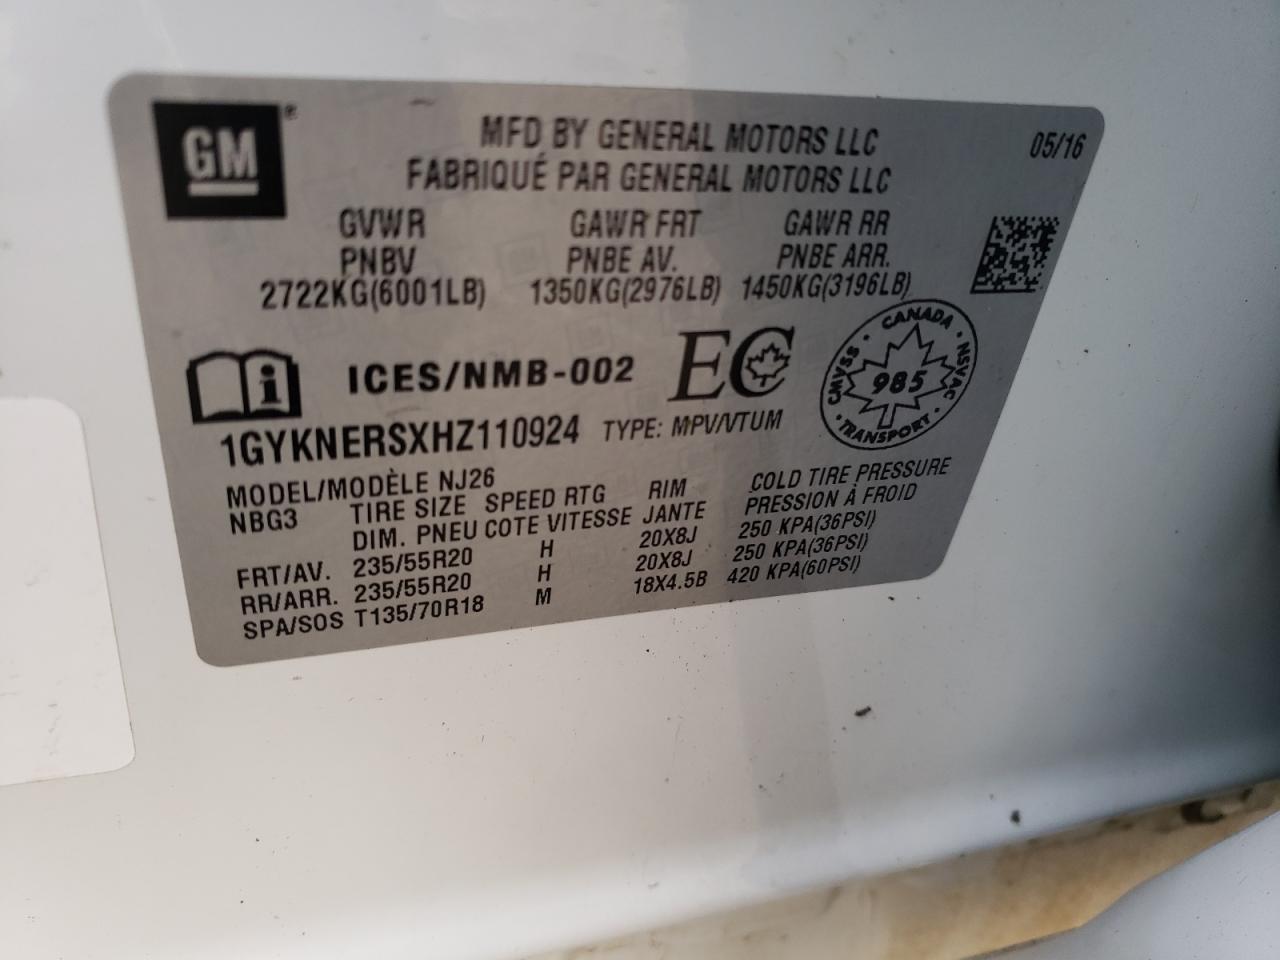 GM ®
MFD BY GENERAL MOTORS LLC 05/16
FABRIQUÉ PAR GENERAL MOTORS LLC
GVWR GAWR FRT GAWR RR
PNBV PNBE AV. PNBE ARR.
2722KG(6001LB) 1350KG(2976LB) 1450KG(3196LB)
i ICES/NMB-002 EC
CANADA · NSVAC · TRANSPORT · CMVSS ·
985
1GYKNERSXHZ110924 TYPE: MPV/VTUM
MODEL/MODÈLE NJ26
NBG3 TIRE SIZE SPEED RTG RIM COLD TIRE PRESSURE
DIM. PNEU COTE VITESSE JANTE PRESSION À FROID
FRT/AV. 235/55R20 H 20X8J 250 KPA(36PSI)
RR/ARR. 235/55R20 H 20X8J 250 KPA(36PSI)
SPA/SOS T135/70R18 M 18X4.5B 420 KPA(60PSI)